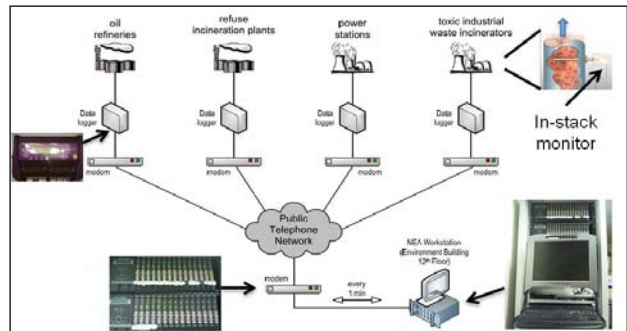 oil
refineries
refuse
incineration plants
power
stations
toxic industrial
waste incinerators
Data
logger
Data
logger
Data
logger
Data
logger
In-stack
monitor
modem
modem
modem
modem
Public
Telephone
Network
NEA Workstation
(Environment Building
12th Floor)
modem
every
1 min